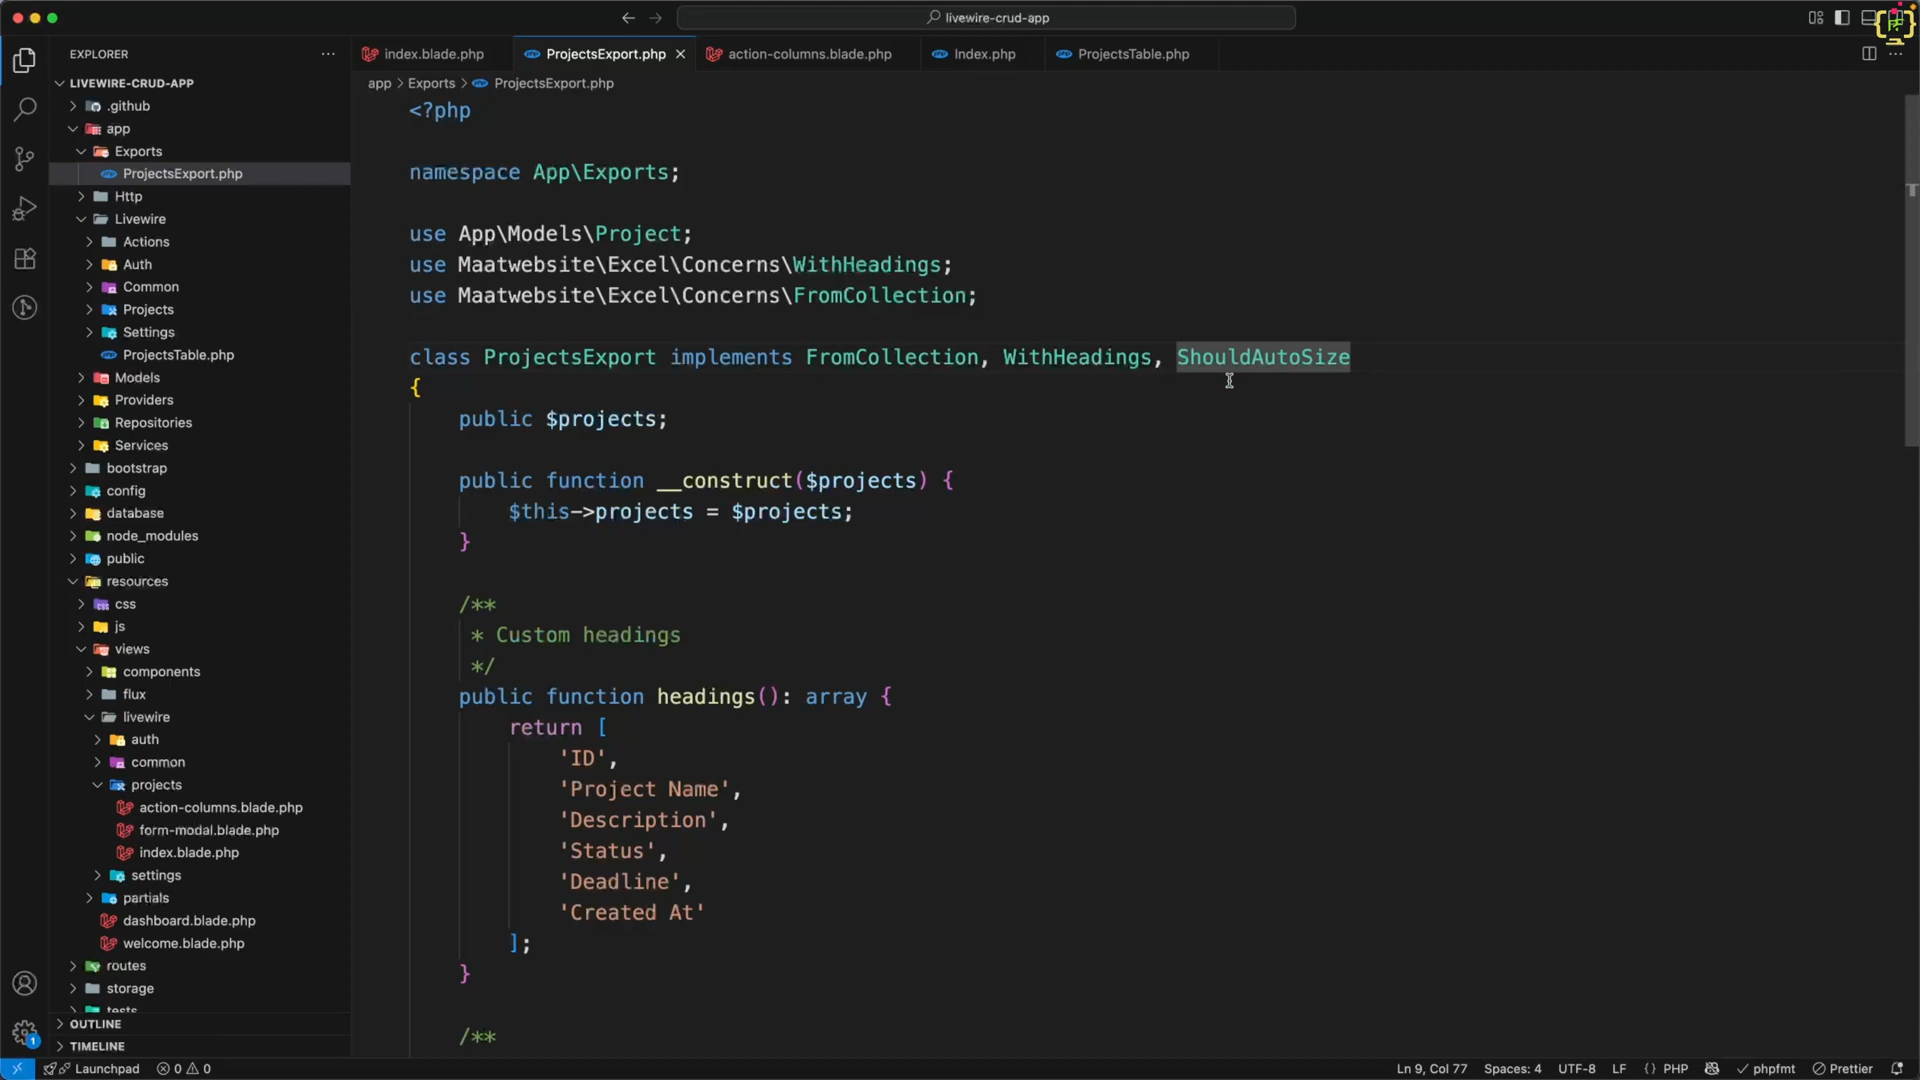 livewire-crud-app
EXPLORER
index.blade.php
ProjectsExport.php
action-columns.blade.php
Index.php
ProjectsTable.php
LIVEWIRE-CRUD-APP
.github
app
Exports
ProjectsExport.php
Http
Livewire
Actions
Auth
Common
Projects
Settings
ProjectsTable.php
Models
Providers
Repositories
Services
bootstrap
config
database
node_modules
public
resources
css
js
views
components
flux
livewire
auth
common
projects
action-columns.blade.php
form-modal.blade.php
index.blade.php
settings
partials
dashboard.blade.php
welcome.blade.php
routes
storage
tests
OUTLINE
TIMELINE
app > Exports > ProjectsExport.php
<?php
namespace App\Exports;
use App\Models\Project;
use Maatwebsite\Excel\Concerns\WithHeadings;
use Maatwebsite\Excel\Concerns\FromCollection;
class ProjectsExport implements FromCollection, WithHeadings, ShouldAutoSize
{
public $projects;
public function __construct($projects) {
$this->projects = $projects;
}
/**
* Custom headings
*/
public function headings(): array {
return [
'ID',
'Project Name',
'Description',
'Status',
'Deadline',
'Created At'
];
}
/**
1
Launchpad
0
0
Ln 9, Col 77
Spaces: 4
UTF-8
LF
{ } PHP
phpfmt
Prettier